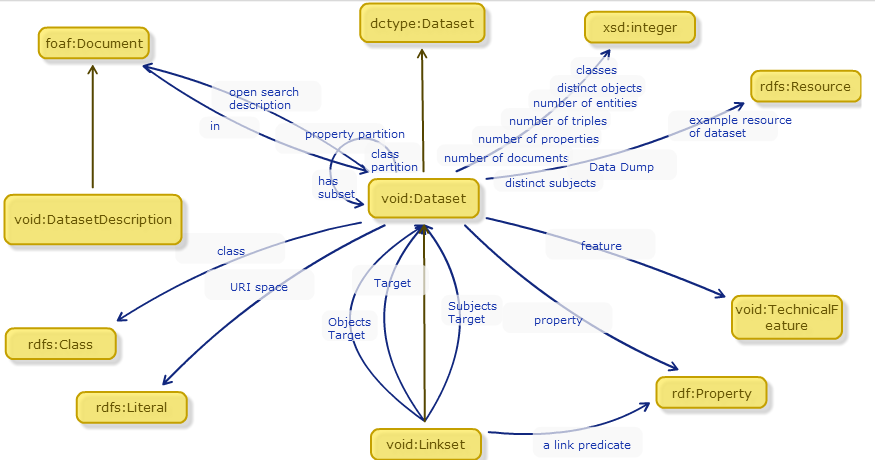 dctype:Dataset
xsd:integer
foaf:Document
classes
rdfs:Resource
open search
description
distinct objects
number of entities
in
number of triples
example resource
of dataset
property partition
number of properties
class
partition
number of documents
Data Dump
has
subset
distinct subjects
void:Dataset
void:DatasetDescription
class
feature
URI space
Target
Objects
Target
Subjects
Target
property
void:TechnicalF
eature
rdfs:Class
rdfs:Literal
rdf:Property
void:Linkset
a link predicate